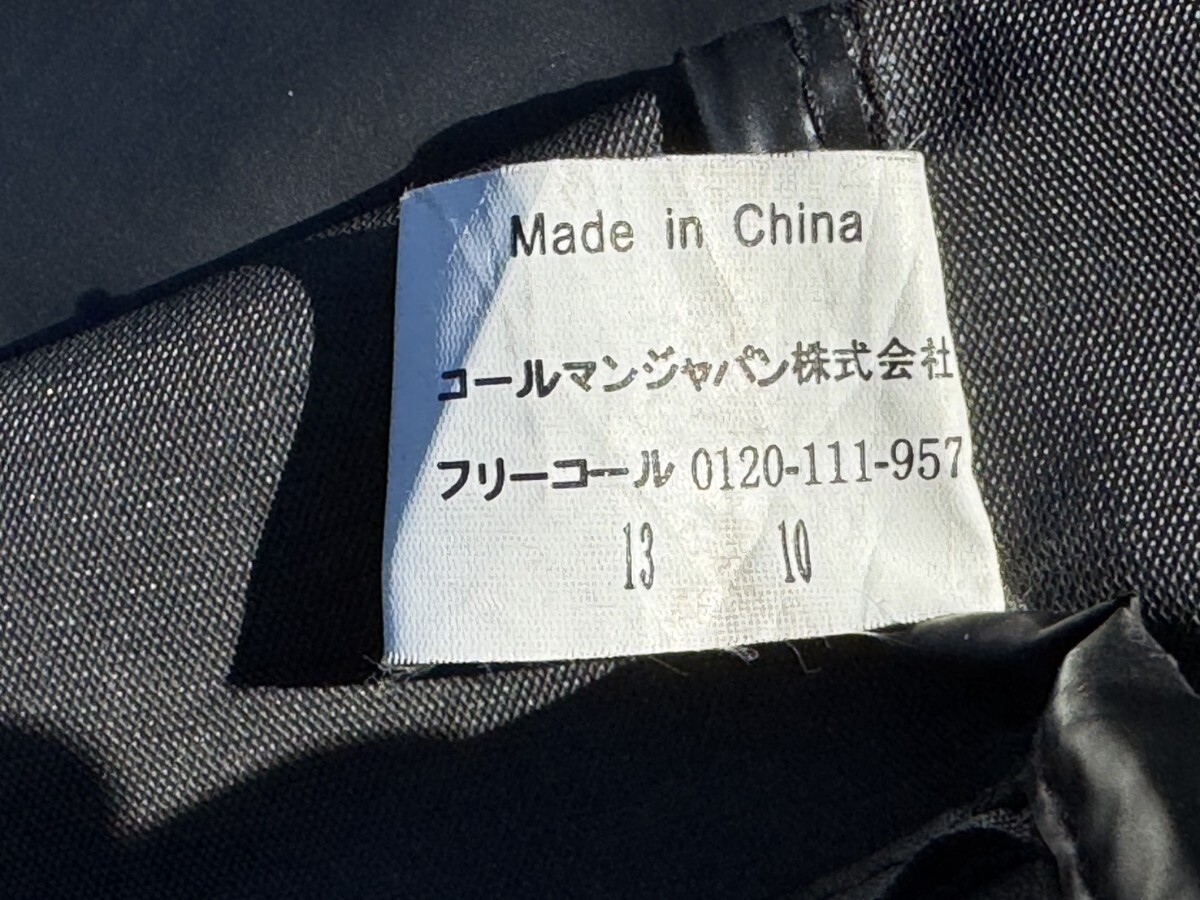 Made in China
コールマンジャパン株式会社
フリーコール 0120-111-957
13 10